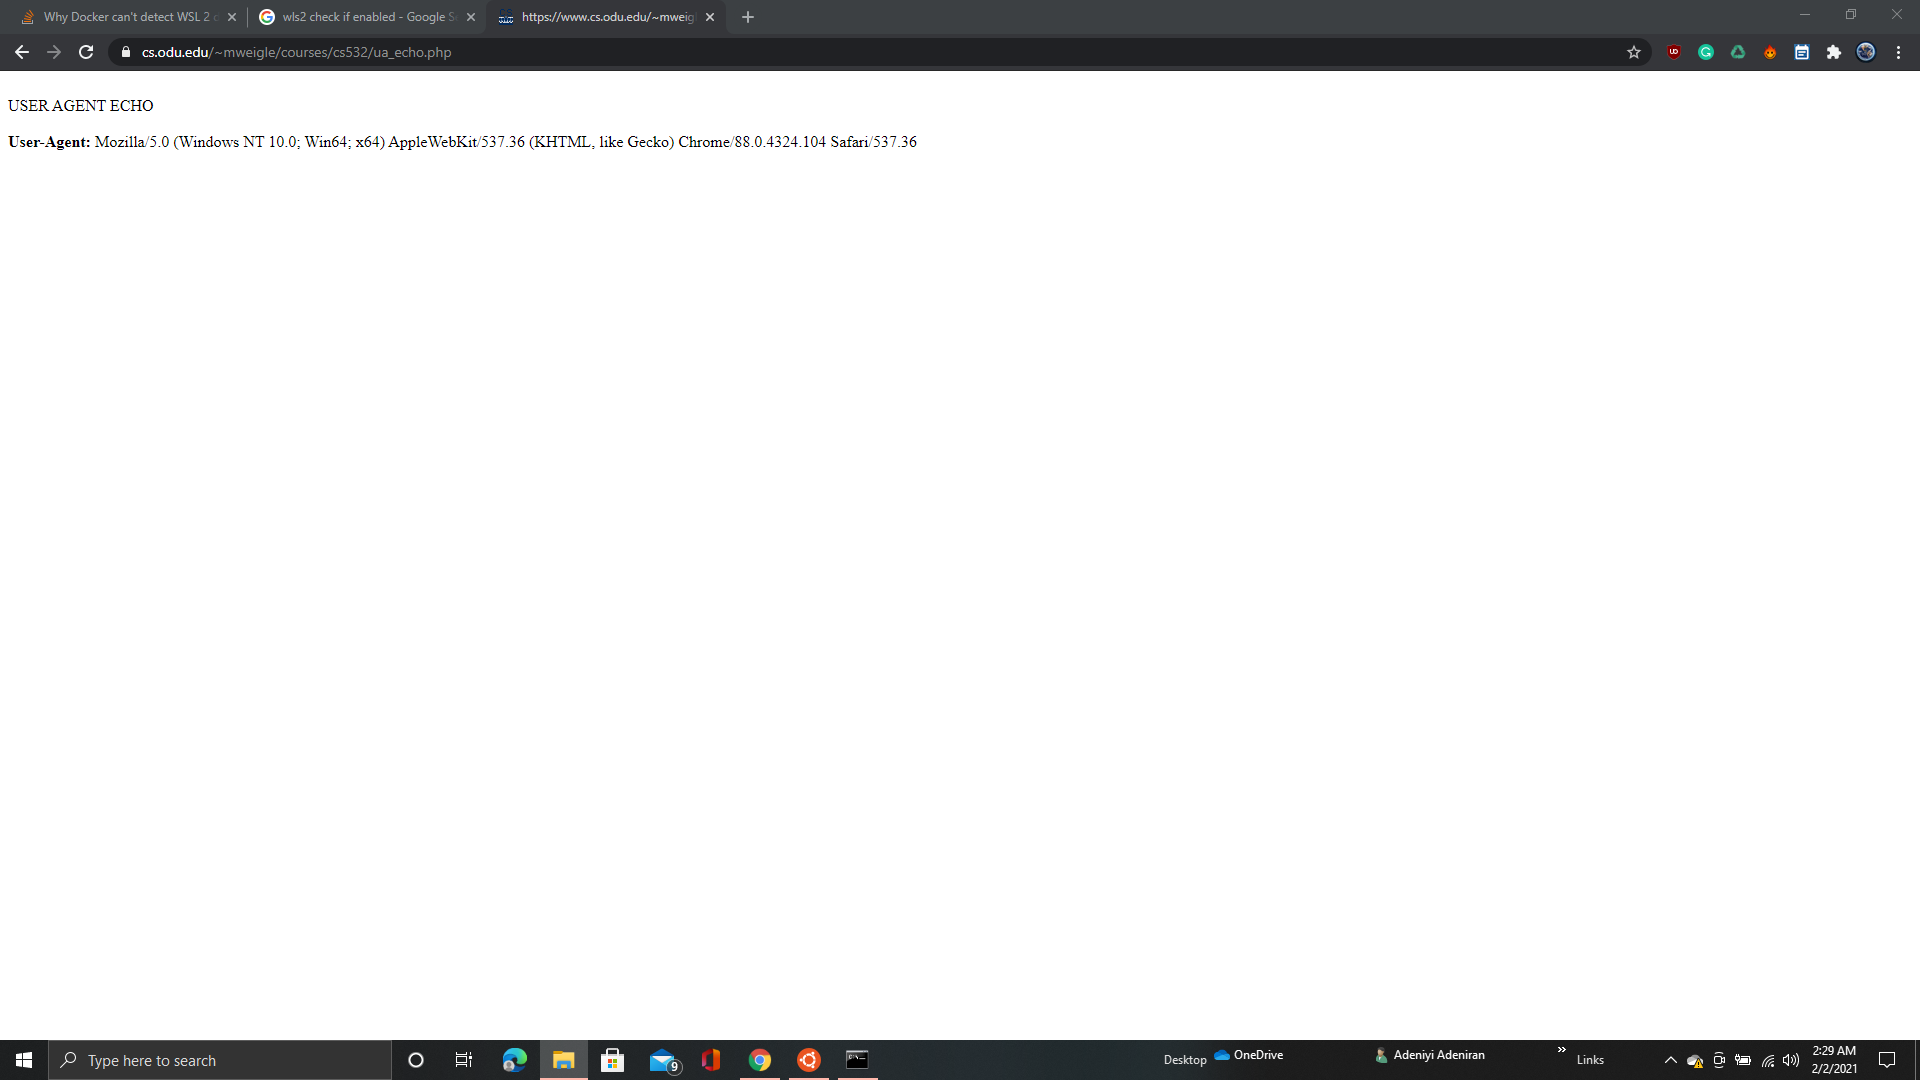 Why Docker can't detect WSL 2
wls2 check if enabled - Google S
https://www.cs.odu.edu/~mweig
cs.odu.edu/~mweigle/courses/cs532/ua_echo.php
USER AGENT ECHO
User-Agent: Mozilla/5.0 (Windows NT 10.0; Win64; x64) AppleWebKit/537.36 (KHTML, like Gecko) Chrome/88.0.4324.104 Safari/537.36
Type here to search
9
Desktop
OneDrive
Adeniyi Adeniran
»
Links
2:29 AM
2/2/2021